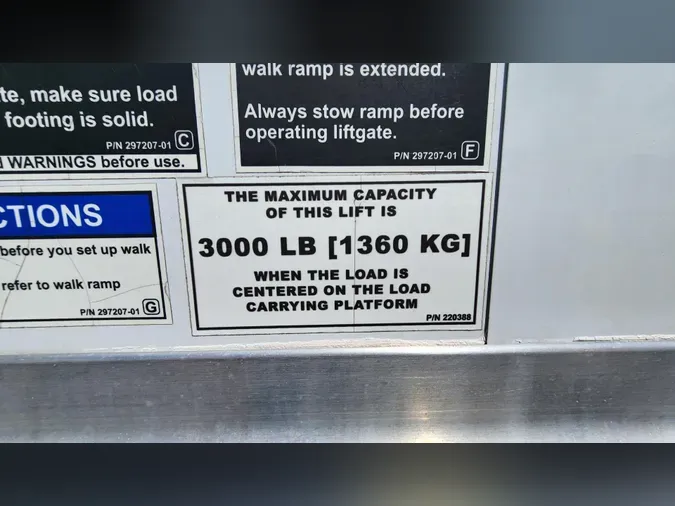 te, make sure load
footing is solid.
P/N 297207-01 C
WARNINGS before use.
walk ramp is extended.
Always stow ramp before
operating liftgate.
P/N 297207-01 F
CTIONS
before you set up walk
refer to walk ramp
P/N 297207-01 G
THE MAXIMUM CAPACITY
OF THIS LIFT IS
3000 LB [1360 KG]
WHEN THE LOAD IS
CENTERED ON THE LOAD
CARRYING PLATFORM
P/N 220388